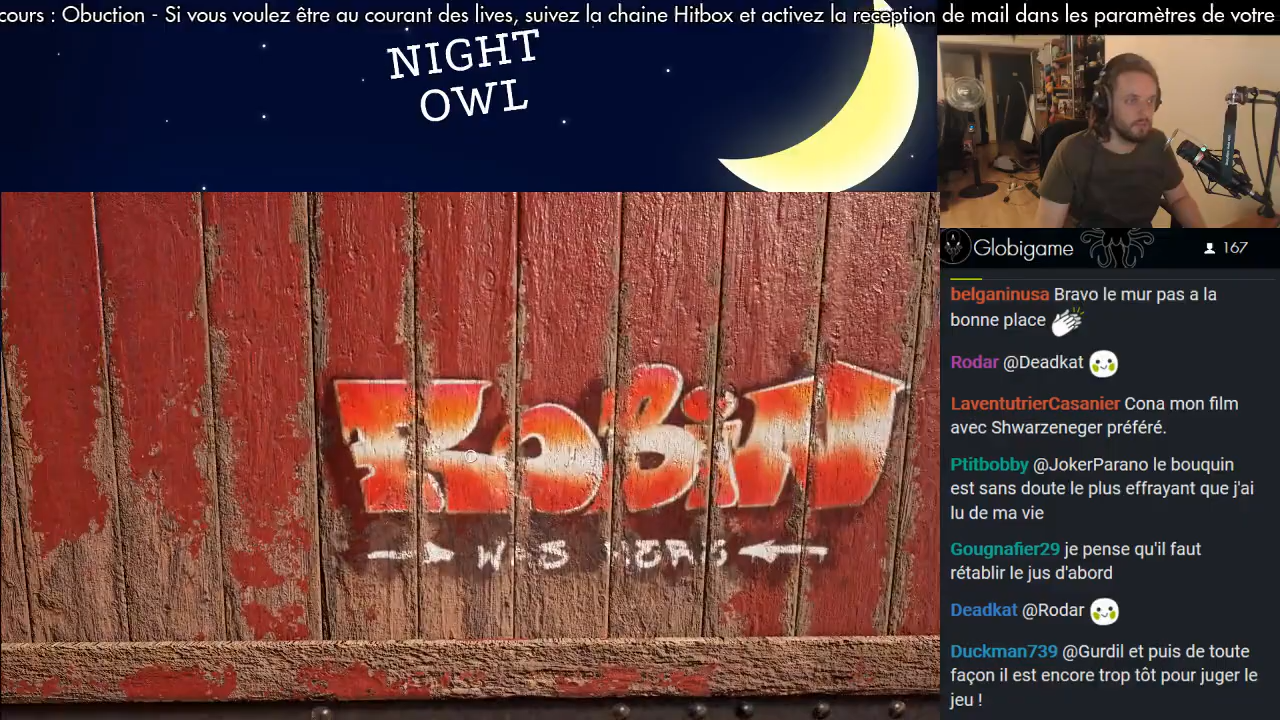 cours : Obuction - Si vous voulez être au courant des lives, suivez la chaine Hitbox et activez la reception de mail dans les paramètres de votre
NIGHT
OWL
Globigame
167
belganinusa Bravo le mur pas a la
bonne place
Rodar @Deadkat
LaventutrierCasanier Cona mon film
avec Shwarzeneger préféré.
Ptitbobby @JokerParano le bouquin
est sans doute le plus effrayant que j'ai
lu de ma vie
Gougnafier29 je pense qu'il faut
rétablir le jus d'abord
Deadkat @Rodar
Duckman739 @Gurdil et puis de toute
façon il est encore trop tôt pour juger le
jeu !
RoBiN
WAS HERE